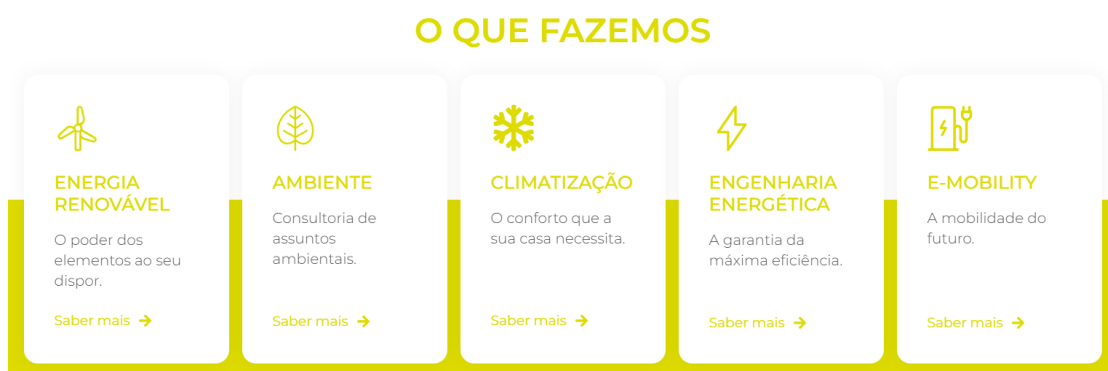 O QUE FAZEMOS
ENERGIA
RENOVÁVEL
O poder dos
elementos ao seu
dispor.
Saber mais
AMBIENTE
Consultoria de
assuntos
ambientais.
Saber mais
CLIMATIZAÇÃO
O conforto que a
sua casa necessita.
Saber mais
ENGENHARIA
ENERGÉTICA
A garantia da
máxima eficiência.
Saber mais
E-MOBILITY
A mobilidade do
futuro.
Saber mais